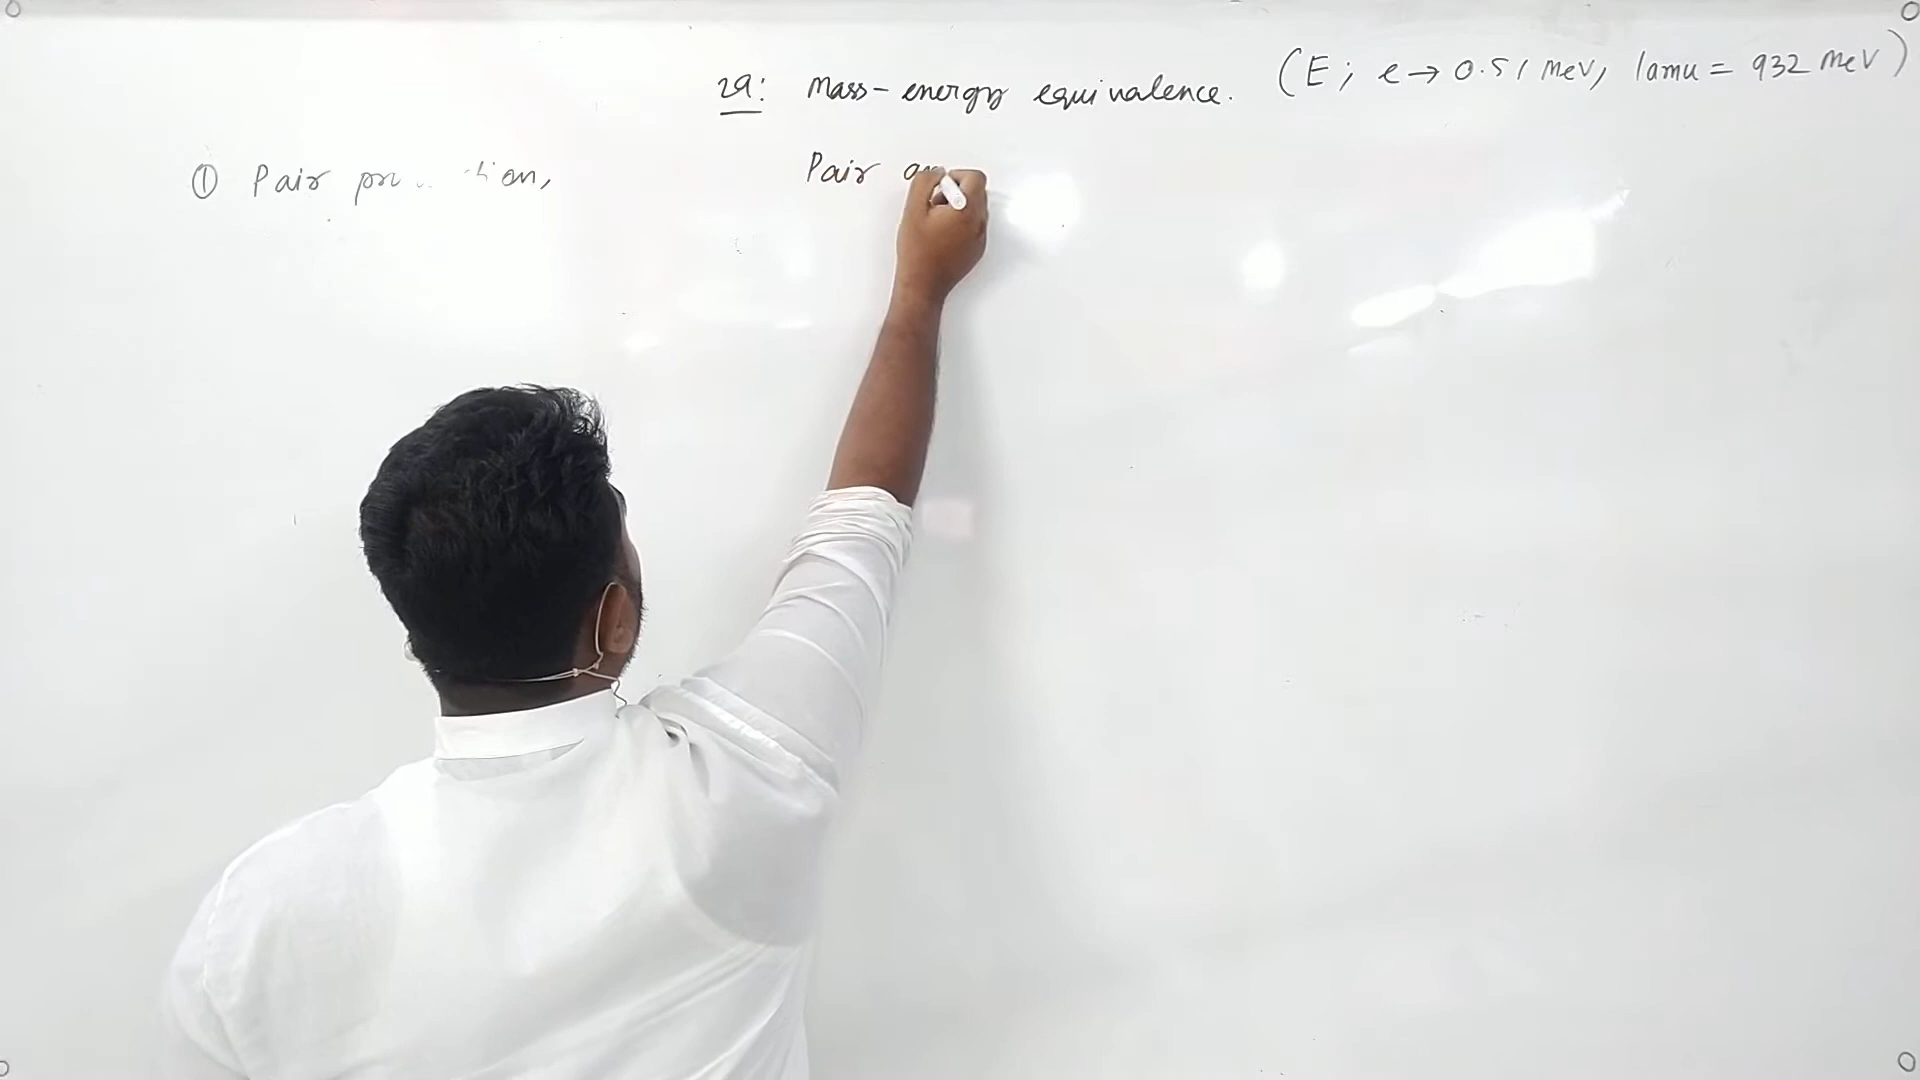 29: Mass-energy equivalence. (E; e → 0.51 MeV, 1amu = 932 MeV)
① Pair
Pair